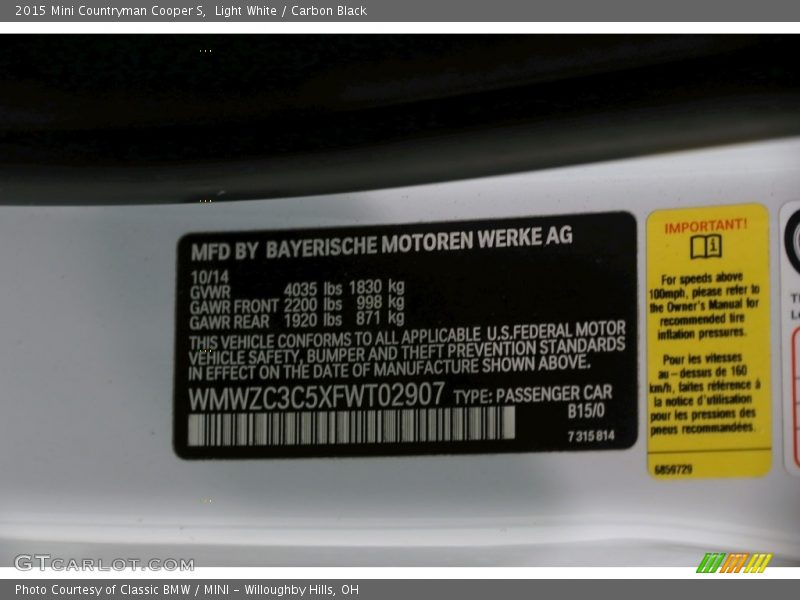 2015 Mini Countryman Cooper S,  Light White / Carbon Black
MFD BY BAYERISCHE MOTOREN WERKE AG
10/14
GVWR 4035 lbs 1830 kg
GAWR FRONT 2200 lbs 998 kg
GAWR REAR 1920 lbs 871 kg
THIS VEHICLE CONFORMS TO ALL APPLICABLE U.S.FEDERAL MOTOR
VEHICLE SAFETY, BUMPER AND THEFT PREVENTION STANDARDS
IN EFFECT ON THE DATE OF MANUFACTURE SHOWN ABOVE.
WMWZC3C5XFWT02907 TYPE: PASSENGER CAR
B15/0
7 315 814
IMPORTANT!
For speeds above
100mph, please refer to
the Owner's Manual for
recommended tire
inflation pressures.
Pour les vitesses
au-dessus de 160
km/h, faites référence à
la notice d'utilisation
pour les pressions des
pneus recommandées.
6859729
GTCARLOT.COM
Photo Courtesy of Classic BMW / MINI - Willoughby Hills, OH